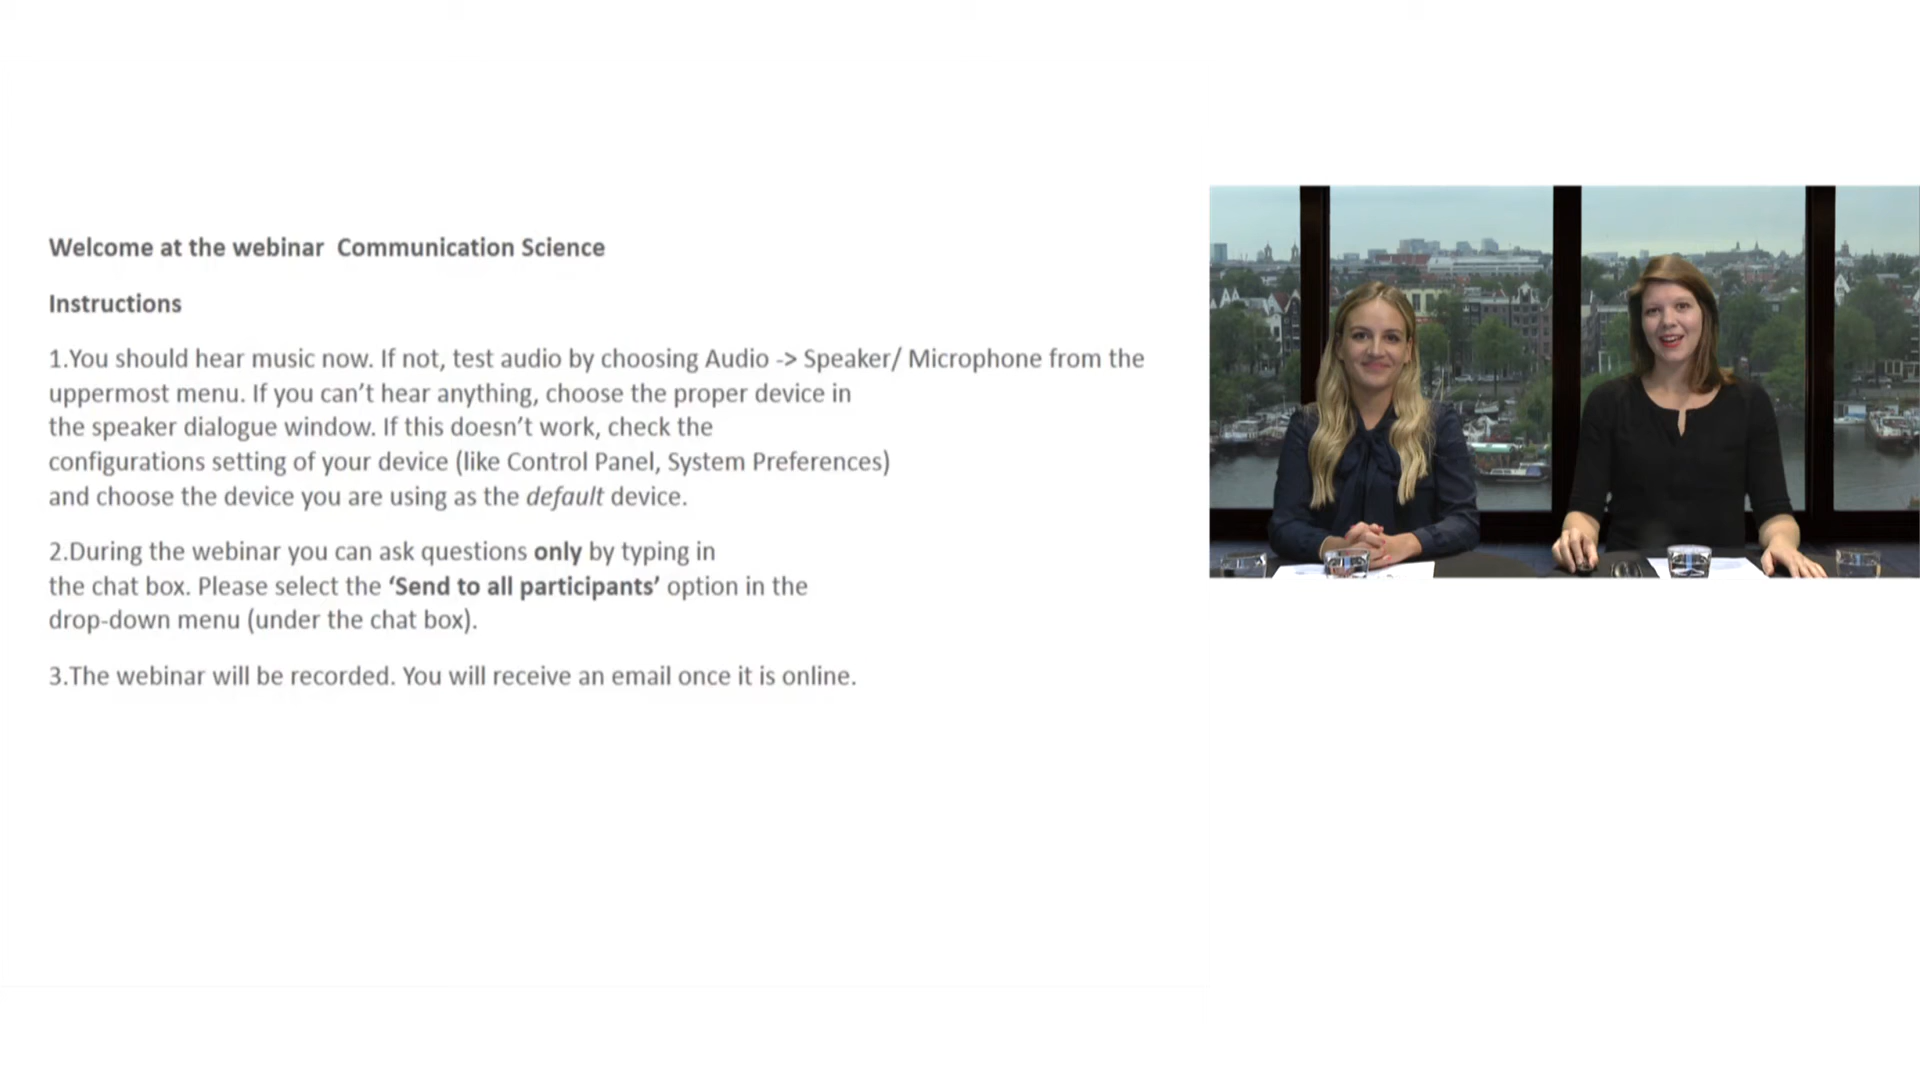 Welcome at the webinar  Communication Science
Instructions
1.You should hear music now. If not, test audio by choosing Audio -> Speaker/ Microphone from the
uppermost menu. If you can’t hear anything, choose the proper device in
the speaker dialogue window. If this doesn’t work, check the
configurations setting of your device (like Control Panel, System Preferences)
and choose the device you are using as the default device.
2.During the webinar you can ask questions only by typing in
the chat box. Please select the ‘Send to all participants’ option in the
drop-down menu (under the chat box).
3.The webinar will be recorded. You will receive an email once it is online.